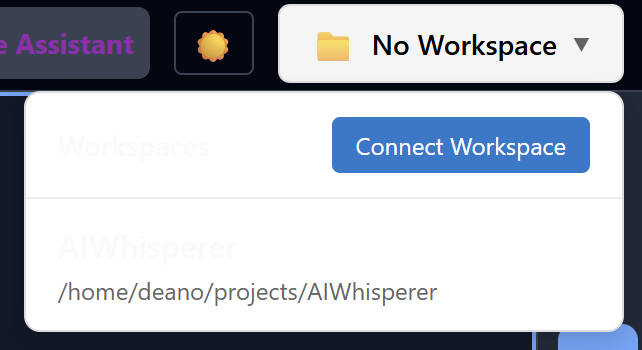 e Assistant
No Workspace ▼
Workspaces
Connect Workspace
AIWhisperer
/home/deano/projects/AIWhisperer